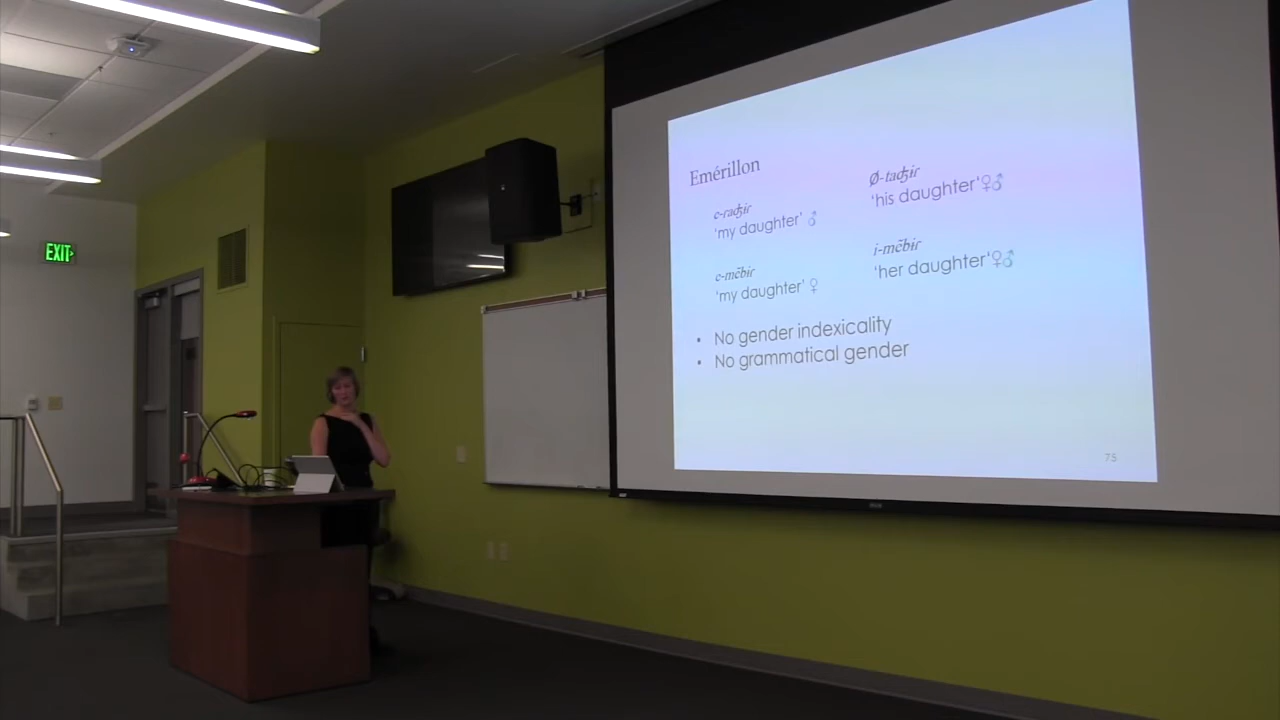 EXIT
Emérillon
e-raʤir
'my daughter' ♂
Ø-taʤir
'his daughter'♀♂
e-mẽbir
'my daughter' ♀
i-mẽbir
'her daughter'♀♂
• No gender indexicality
• No grammatical gender
75